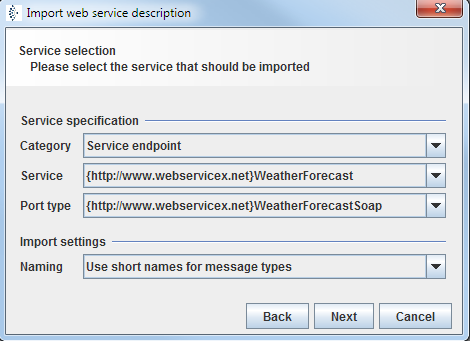 Import web service description
Service selection
Please select the service that should be imported
Service specification
Category Service endpoint
Service {http://www.webservicex.net}WeatherForecast
Port type {http://www.webservicex.net}WeatherForecastSoap
Import settings
Naming Use short names for message types
Back Next Cancel